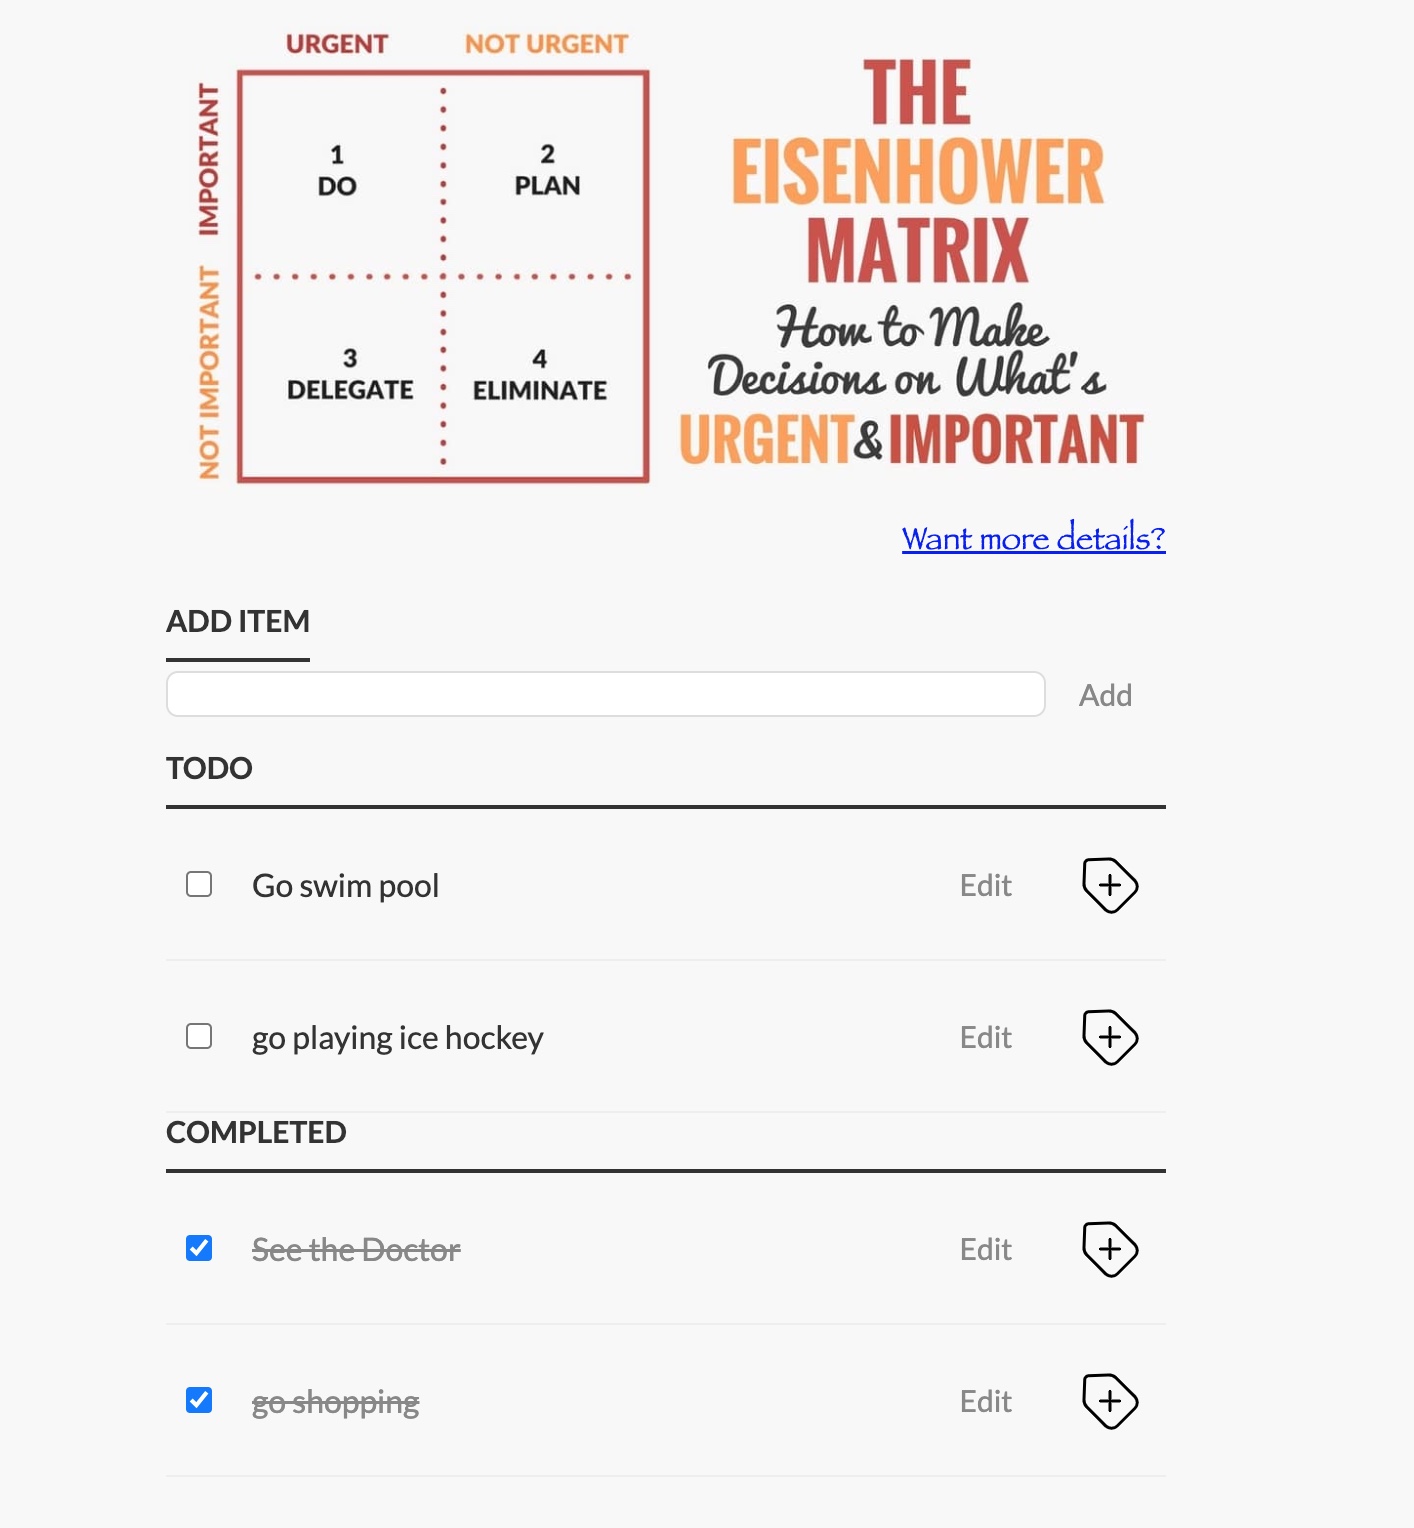 URGENT NOT URGENT
IMPORTANT
NOT IMPORTANT
1
DO
2
PLAN
3
DELEGATE
4
ELIMINATE
THE
EISENHOWER
MATRIX
How to Make
Decisions on What's
URGENT & IMPORTANT
Want more details?
ADD ITEM
Add
TODO
Go swim pool Edit
go playing ice hockey Edit
COMPLETED
See the Doctor Edit
go shopping Edit